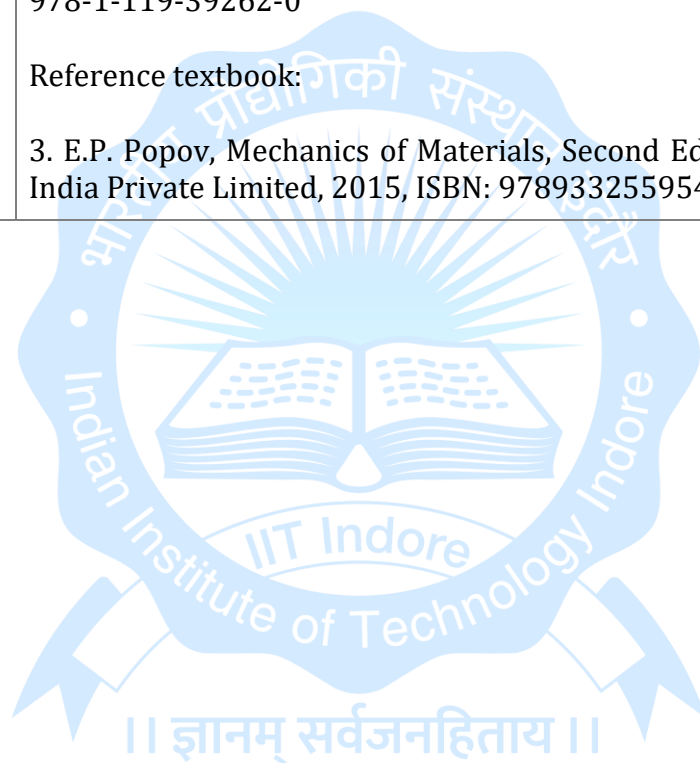 978-1-119-39262-0
Reference textbook:
3. E.P. Popov, Mechanics of Materials, Second Ed
India Private Limited, 2015, ISBN: 978933255954
भारतीय प्रौद्योगिकी संस्थान इंदौर
Indian Institute of Technology Indore
IIT Indore
।। ज्ञानम् सर्वजनहिताय ।।